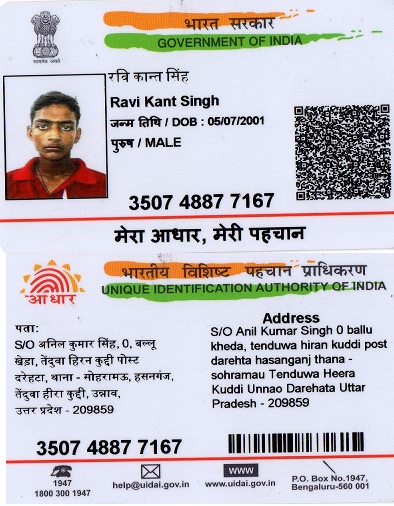 भारत सरकार
GOVERNMENT OF INDIA
सत्यमेव जयते
रवि कान्त सिंह
Ravi Kant Singh
जन्म तिथि / DOB : 05/07/2001
पुरुष / MALE
3507 4887 7167
मेरा आधार, मेरी पहचान
भारतीय विशिष्ट पहचान प्राधिकरण
UNIQUE IDENTIFICATION AUTHORITY OF INDIA
आधार
पता:
S/O अनिल कुमार सिंह, 0, बल्लू
खेड़ा, तेंदुवा हिरन कुद्दी पोस्ट
दरेहटा, थाना - सोहरामऊ, हसनगंज,
तेंदुवा हीरा कुद्दी, उन्नाव,
उत्तर प्रदेश - 209859
Address
S/O Anil Kumar Singh 0 ballu
kheda, tenduwa hiran kuddi post
darehta hasanganj thana -
sohramau Tenduwa Heera
Kuddi Unnao Darehata Uttar
Pradesh - 209859
3507 4887 7167
1947
1800 300 1947
help@uidai.gov.in
www
www.uidai.gov.in
P.O. Box No.1947,
Bengaluru-560 001